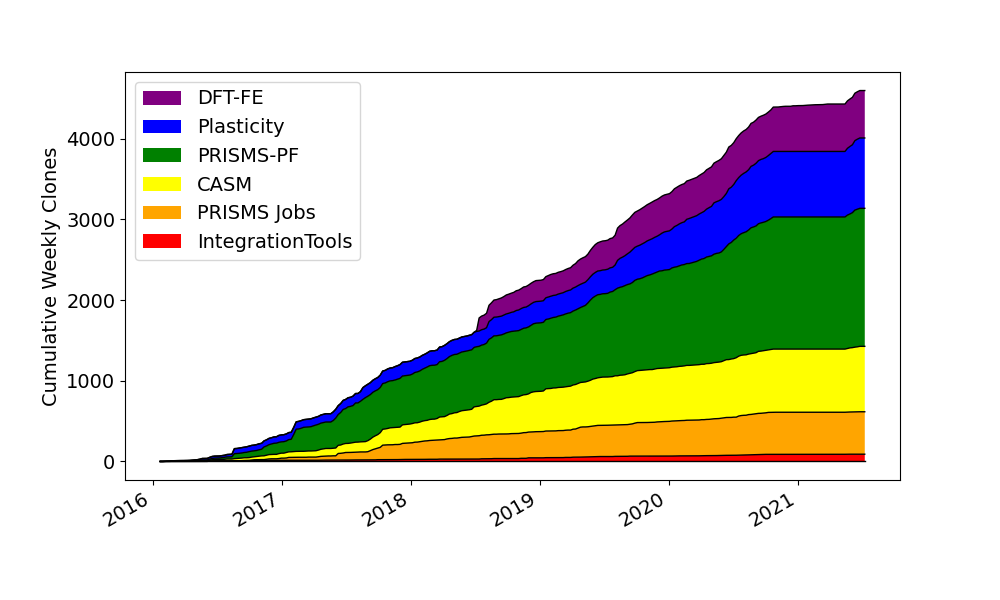 DFT-FE
Plasticity
PRISMS-PF
CASM
PRISMS Jobs
IntegrationTools
Cumulative Weekly Clones
4000
3000
2000
1000
0
2016
2017
2018
2019
2020
2021